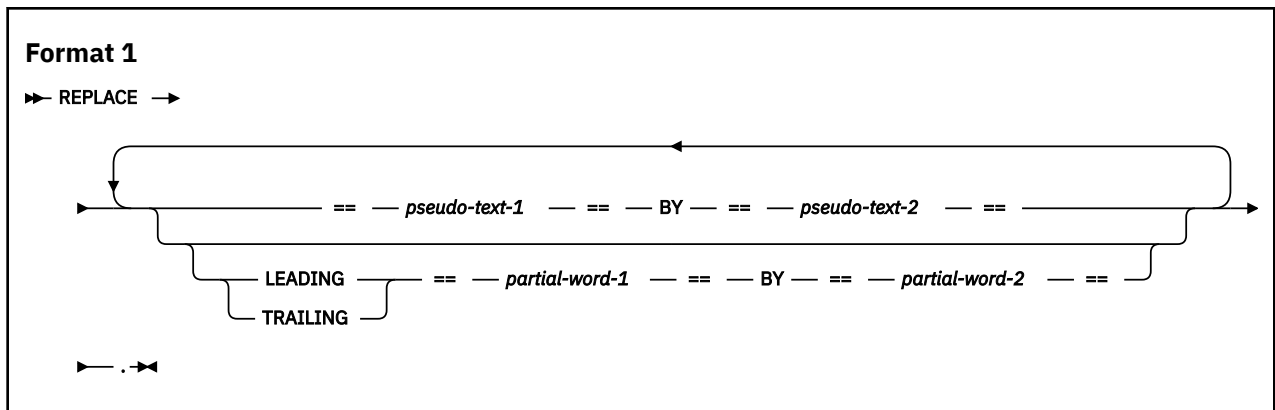 Format 1
REPLACE
== pseudo-text-1 == BY == pseudo-text-2 ==
LEADING == partial-word-1 == BY == partial-word-2 ==
TRAILING
.